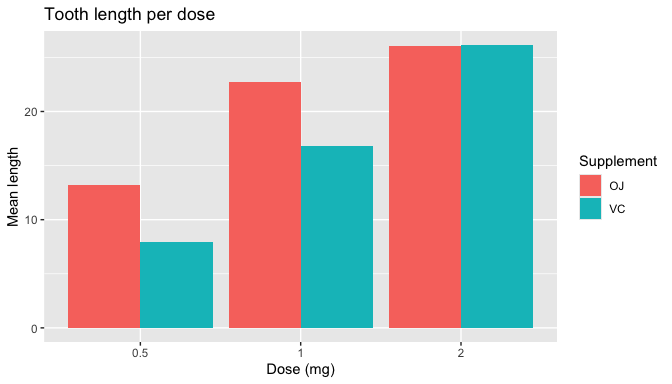 Tooth length per dose
Mean length
20
10
0
0.5
1
2
Dose (mg)
Supplement
OJ
VC